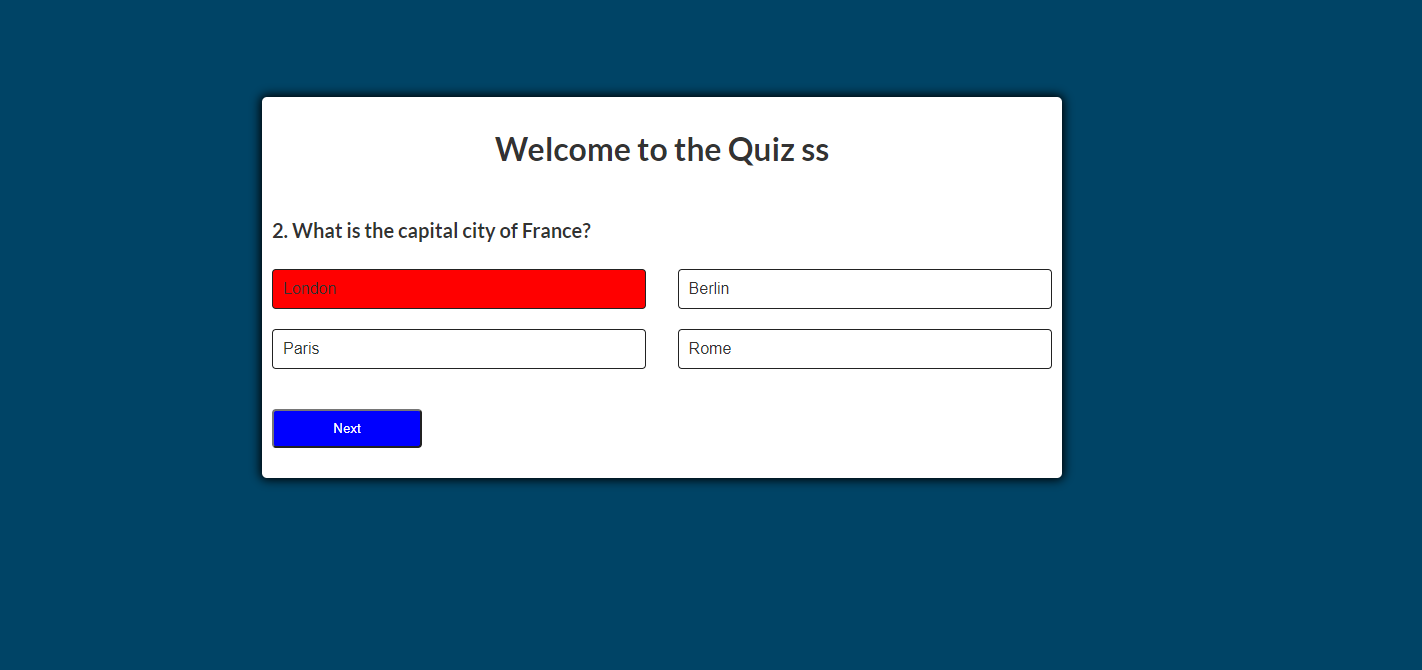 Welcome to the Quiz ss
2. What is the capital city of France?
London
Berlin
Paris
Rome
Next